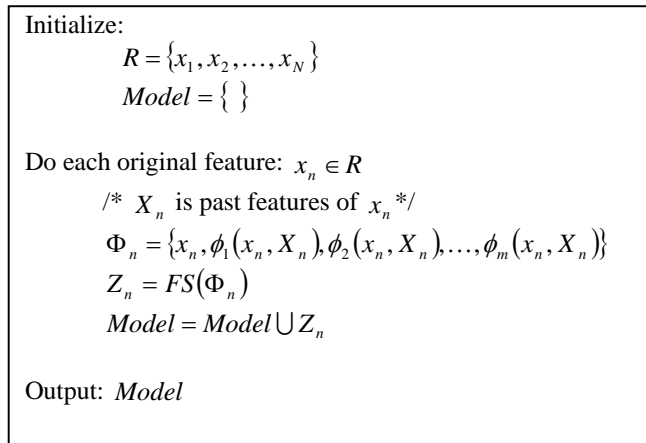 Initialize:
R = {x₁, x₂, …, x_N}
Model = { }
Do each original feature: xₙ ∈ R
/* Xₙ is past features of xₙ */
Φₙ = {xₙ, ϕ₁(xₙ, Xₙ), ϕ₂(xₙ, Xₙ), …, ϕₘ(xₙ, Xₙ)}
Zₙ = FS(Φₙ)
Model = Model ∪ Zₙ
Output: Model